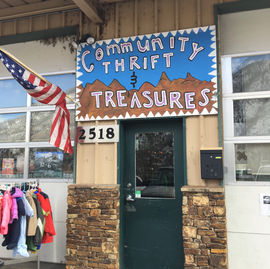 COMMUNITY
THRIFT
&
TREASURES
2518